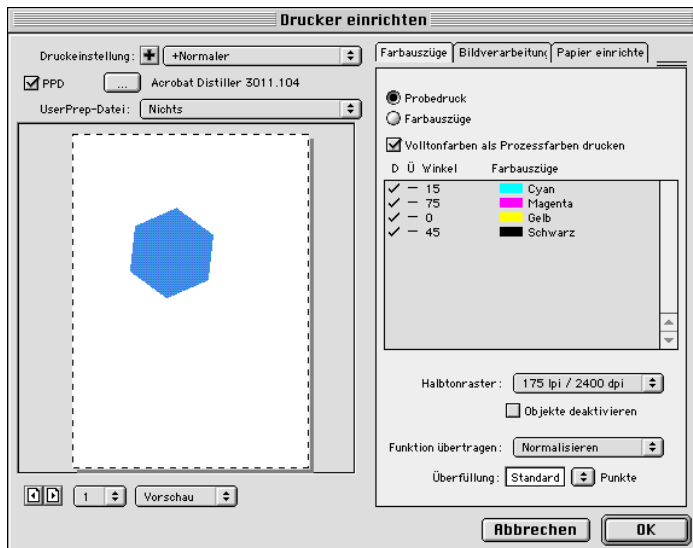 Drucker einrichten
Druckeinstellung: +Normaler
PPD ... Acrobat Distiller 3011.104
UserPrep-Datei: Nichts
1 Vorschau
Farbauszüge Bildverarbeitung Papier einrichte
Probedruck
Farbauszüge
Volltonfarben als Prozessfarben drucken
D Ü Winkel Farbauszüge
15 Cyan
75 Magenta
0 Gelb
45 Schwarz
Halbtonraster: 175 lpi / 2400 dpi
Objekte deaktivieren
Funktion übertragen: Normalisieren
Überfüllung: Standard Punkte
Abbrechen OK